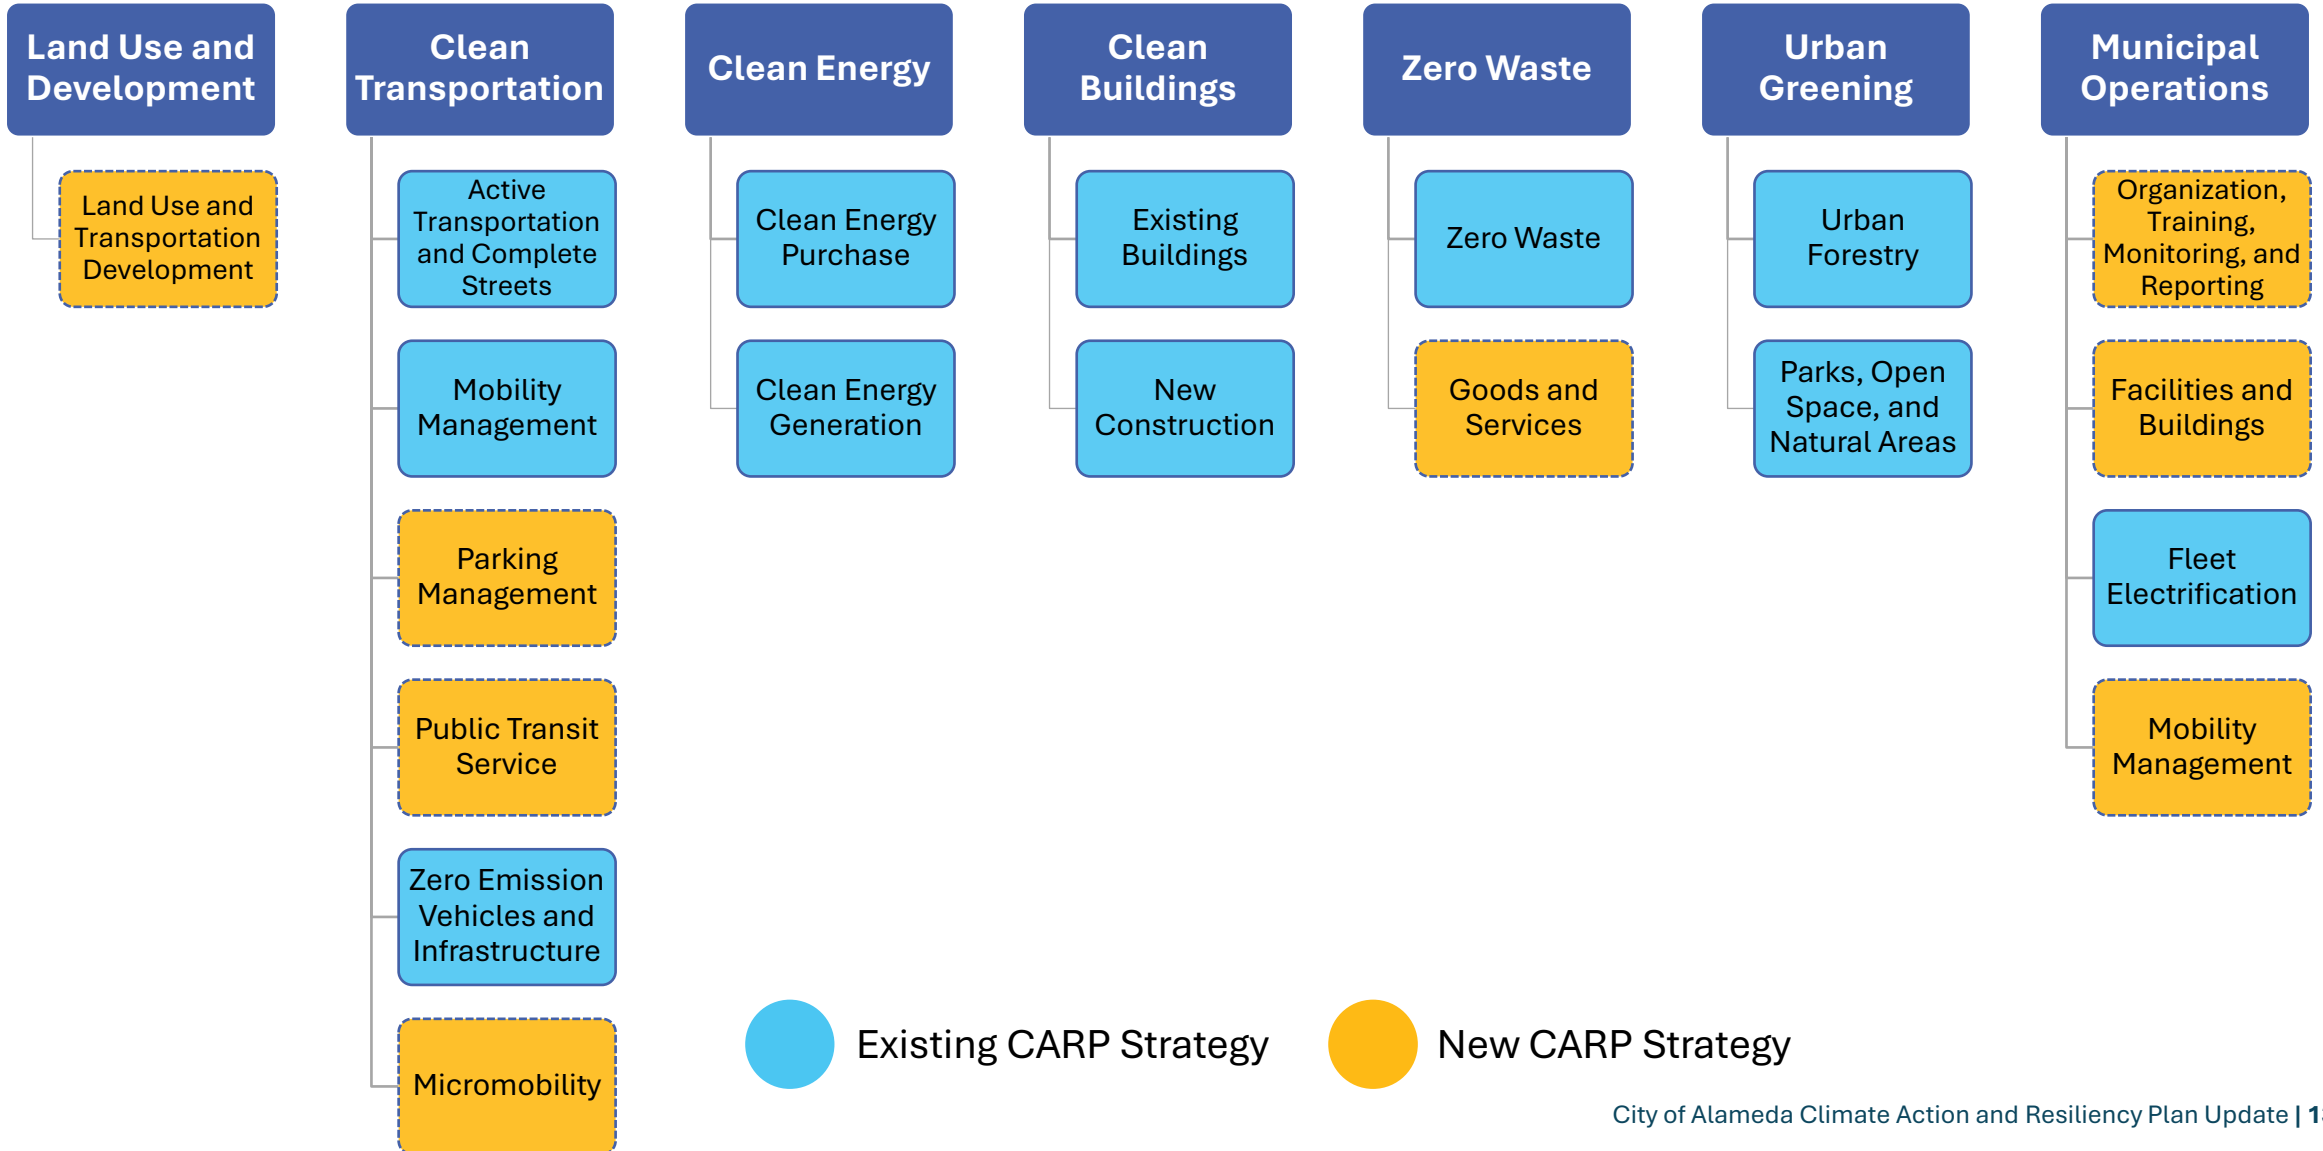 Land Use and
Development
Clean
Transportation
Clean Energy
Clean
Buildings
Zero Waste
Urban
Greening
Municipal
Operations
Land Use and
Transportation
Development
Active
Transportation
and Complete
Streets
Mobility
Management
Parking
Management
Public Transit
Service
Zero Emission
Vehicles and
Infrastructure
Micromobility
Clean Energy
Purchase
Clean Energy
Generation
Existing
Buildings
New
Construction
Zero Waste
Goods and
Services
Urban
Forestry
Parks, Open
Space, and
Natural Areas
Organization,
Training,
Monitoring, and
Reporting
Facilities and
Buildings
Fleet
Electrification
Mobility
Management
Existing CARP Strategy
New CARP Strategy
City of Alameda Climate Action and Resiliency Plan Update |